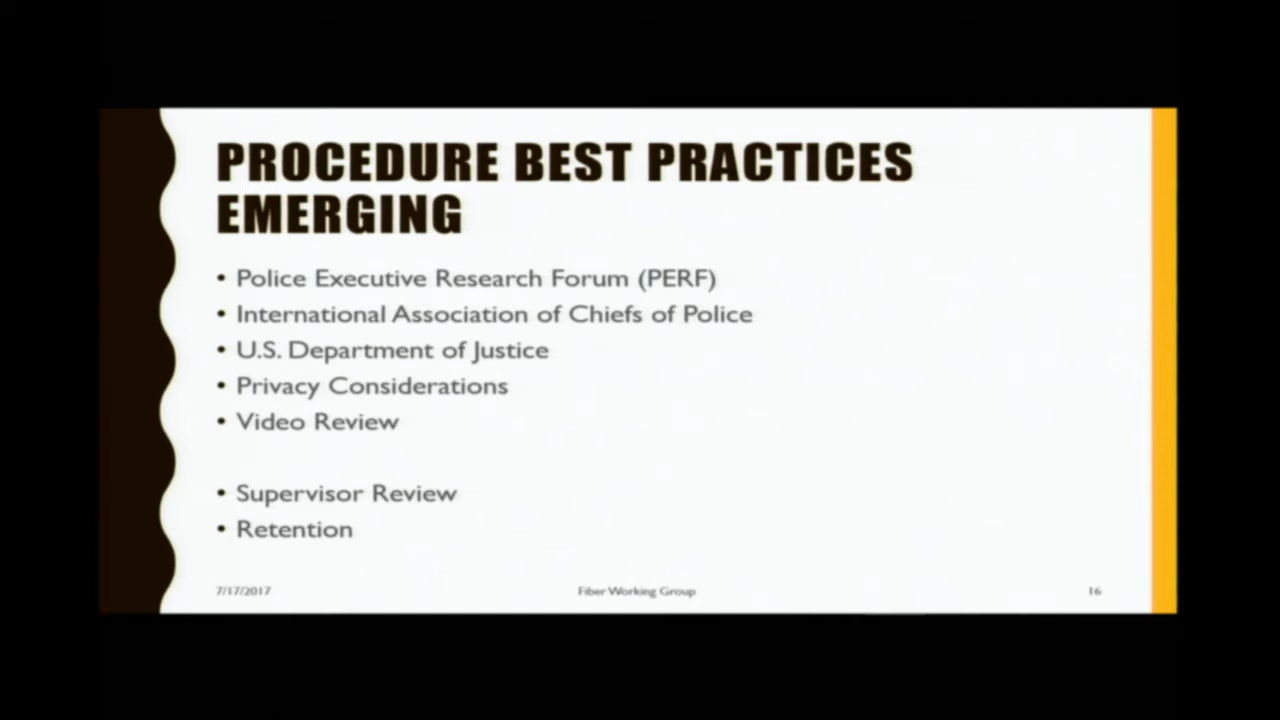 PROCEDURE BEST PRACTICES
EMERGING
• Police Executive Research Forum (PERF)
• International Association of Chiefs of Police
• U.S. Department of Justice
• Privacy Considerations
• Video Review
• Supervisor Review
• Retention
7/17/2017 Fiber Working Group 16